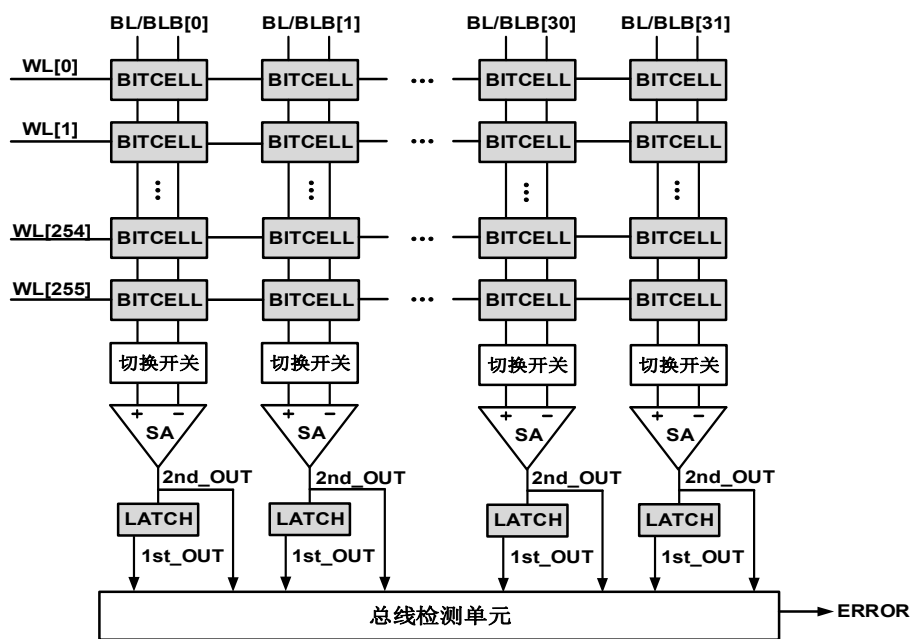 BL/BLB[0] BL/BLB[1] BL/BLB[30] BL/BLB[31]
WL[0] BITCELL BITCELL ... BITCELL BITCELL
WL[1] BITCELL BITCELL ... BITCELL BITCELL
... ... ... ...
WL[254] BITCELL BITCELL ... BITCELL BITCELL
WL[255] BITCELL BITCELL ... BITCELL BITCELL
切换开关 切换开关 切换开关 切换开关
+ − + − + − + −
SA SA SA SA
2nd_OUT 2nd_OUT 2nd_OUT 2nd_OUT
LATCH LATCH LATCH LATCH
1st_OUT 1st_OUT 1st_OUT 1st_OUT
总线检测单元 ERROR